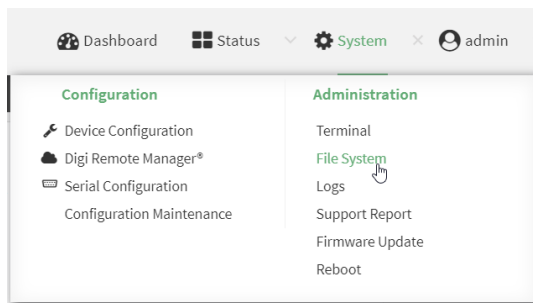 Dashboard Status System admin
Configuration
Device Configuration
Digi Remote Manager®
Serial Configuration
Configuration Maintenance
Administration
Terminal
File System
Logs
Support Report
Firmware Update
Reboot